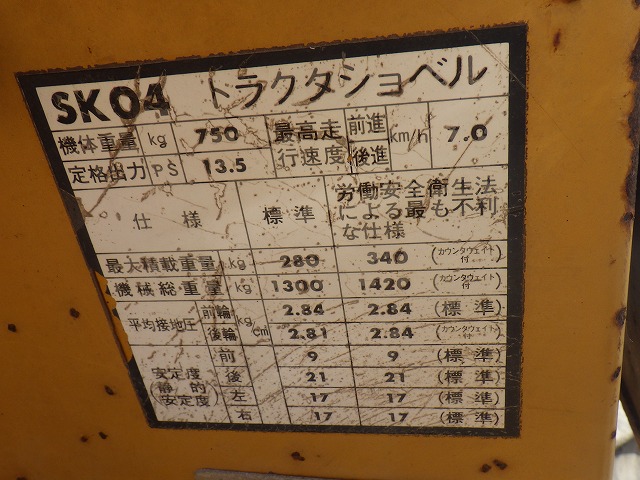 SK04 トラクタショベル
機体重量 kg 750 最高走行速度 前進 後進 km/h 7.0
定格出力 PS 13.5
仕様 標準 労働安全衛生法による最も不利な仕様
最大積載重量 kg 280 340 (カウンタウェイト付)
機械総重量 kg 1300 1420 (カウンタウェイト付)
平均接地圧 前輪 kg/cm 2.84 2.84 (標準)
後輪 2.81 2.84 (カウンタウェイト付)
安定度 (静的安定度) 前 9 9 (標準)
後 21 21 (標準)
左 17 17 (標準)
右 17 17 (標準)